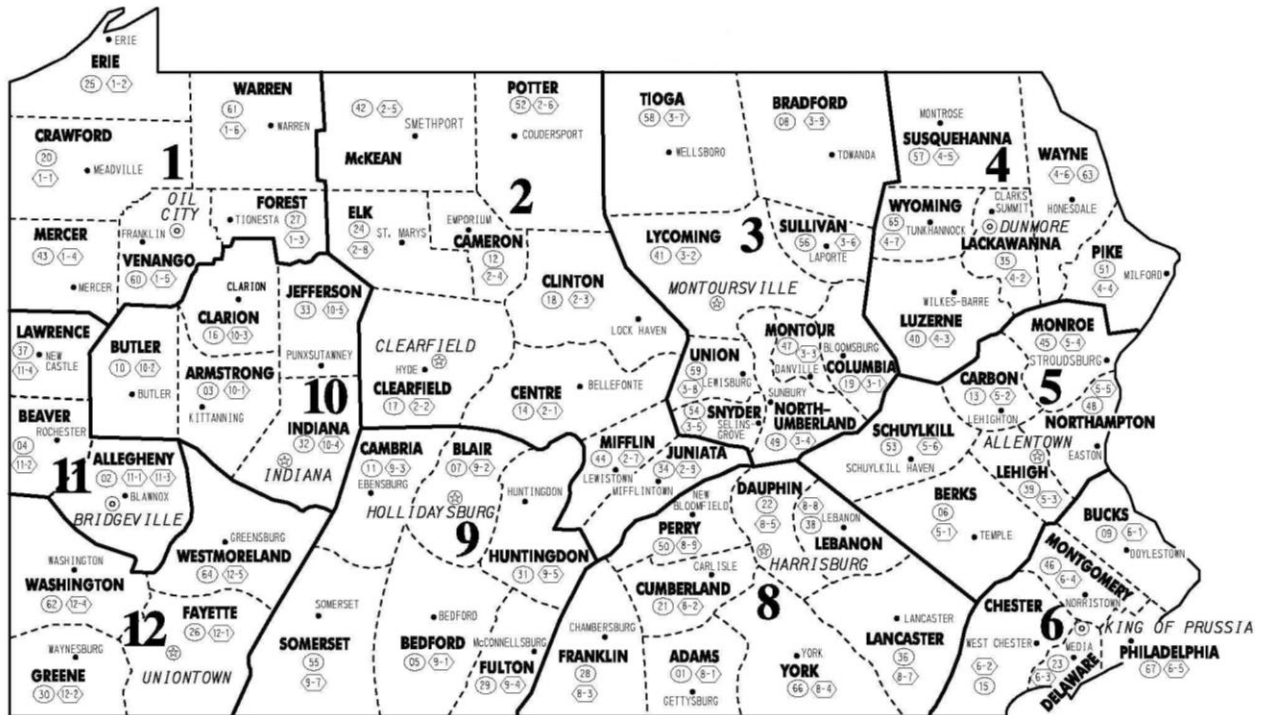 ERIE
ERIE
25 1-2
WARREN
61
1-6
WARREN
CRAWFORD
20
1-1
MEADVILLE
1
OIL
CITY
FOREST
TIONESTA 27
1-3
MERCER
43 1-4
MERCER
FRANKLIN
VENANGO
60 1-5
42 2-5
SMETHPORT
McKEAN
POTTER
52 2-6
COUDERSPORT
2
ELK
24
2-8
ST. MARYS
EMPORIUM
CAMERON
12
2-4
CLINTON
18 2-3
LOCK HAVEN
CLEARFIELD
HYDE
CLEARFIELD
17 2-2
CENTRE
14 2-1
BELLEFONTE
MIFFLIN
44 2-7
LEWISTOWN
JUNIATA
34 2-9
MIFFLINTOWN
TIOGA
58 3-7
WELLSBORO
BRADFORD
08 3-9
TOWANDA
3
LYCOMING
41 3-2
SULLIVAN
56 3-6
LAPORTE
MONTOURSVILLE
MONTOUR
47
3-3
DANVILLE
BLOOMSBURG
COLUMBIA
19 3-1
UNION
59
3-8
LEWISBURG
SNYDER
54
3-5
SELINS-
GROVE
SUNBURY
NORTH-
UMBERLAND
49 3-4
MONTROSE
SUSQUEHANNA
57 4-5
4
WAYNE
4-6 63
HONESDALE
WYOMING
65
TUNKHANNOCK
4-7
CLARKS
SUMMIT
DUNMORE
LACKAWANNA
35
4-2
PIKE
51
4-4
MILFORD
WILKES-BARRE
LUZERNE
40 4-3
MONROE
45 5-4
STROUDSBURG
5
CARBON
13 5-2
LEHIGHTON
5-5
48
NORTHAMPTON
EASTON
ALLENTOWN
LEHIGH
39
5-3
SCHUYLKILL
53 5-6
SCHUYLKILL HAVEN
BERKS
06
5-1
TEMPLE
BUCKS
09 6-1
DOYLESTOWN
MONTGOMERY
46
6-4
NORRISTOWN
CHESTER
6
WEST CHESTER
6-2
15
KING OF PRUSSIA
MEDIA
23
6-3
DELAWARE
PHILADELPHIA
67 6-5
LAWRENCE
37
11-4
NEW
CASTLE
BEAVER
ROCHESTER
04
11-2
11
ALLEGHENY
02 11-1 11-3
BLAWNOX
BRIDGEVILLE
BUTLER
10 10-2
BUTLER
CLARION
CLARION
16 10-3
JEFFERSON
33 10-5
PUNXSUTAWNEY
ARMSTRONG
03 10-1
KITTANNING
10
INDIANA
32 10-4
INDIANA
WASHINGTON
WASHINGTON
62 12-4
GREENSBURG
WESTMORELAND
64 12-5
12
FAYETTE
26 12-1
UNIONTOWN
WAYNESBURG
GREENE
30 12-2
CAMBRIA
11 9-3
EBENSBURG
BLAIR
07 9-2
HOLLIDAYSBURG
9
HUNTINGDON
HUNTINGDON
31 9-5
SOMERSET
SOMERSET
55
9-7
BEDFORD
BEDFORD
05 9-1
McCONNELLSBURG
FULTON
29 9-4
DAUPHIN
22
8-5
8-8
38
LEBANON
LEBANON
HARRISBURG
NEW
BLOOMFIELD
PERRY
50 8-9
CARLISLE
CUMBERLAND
21 8-2
8
CHAMBERSBURG
FRANKLIN
28
8-3
ADAMS
01 8-1
GETTYSBURG
YORK
YORK
66 8-4
LANCASTER
LANCASTER
36
8-7